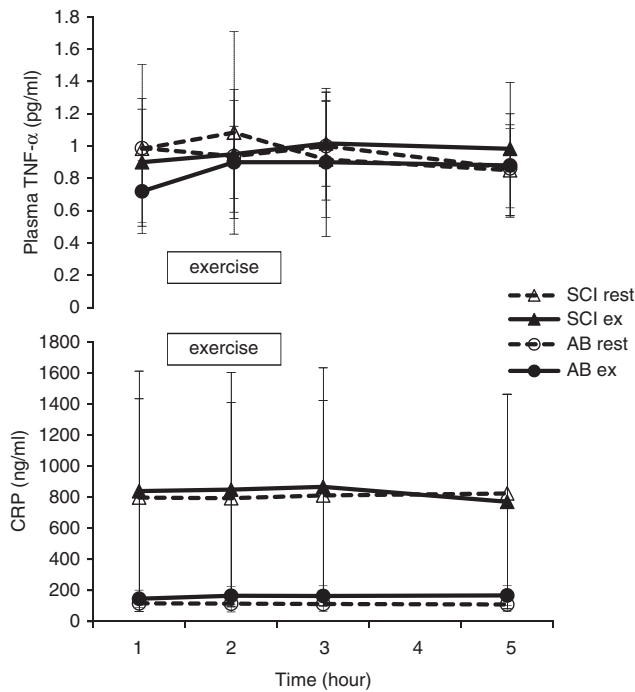 1.8
1.6
1.4
1.2
1
0.8
0.6
0.4
0.2
0
Plasma TNF-α (pg/ml)
exercise
SCI rest
SCI ex
AB rest
AB ex
1800
1600
1400
1200
1000
800
600
400
200
0
CRP (ng/ml)
exercise
1 2 3 4 5
Time (hour)